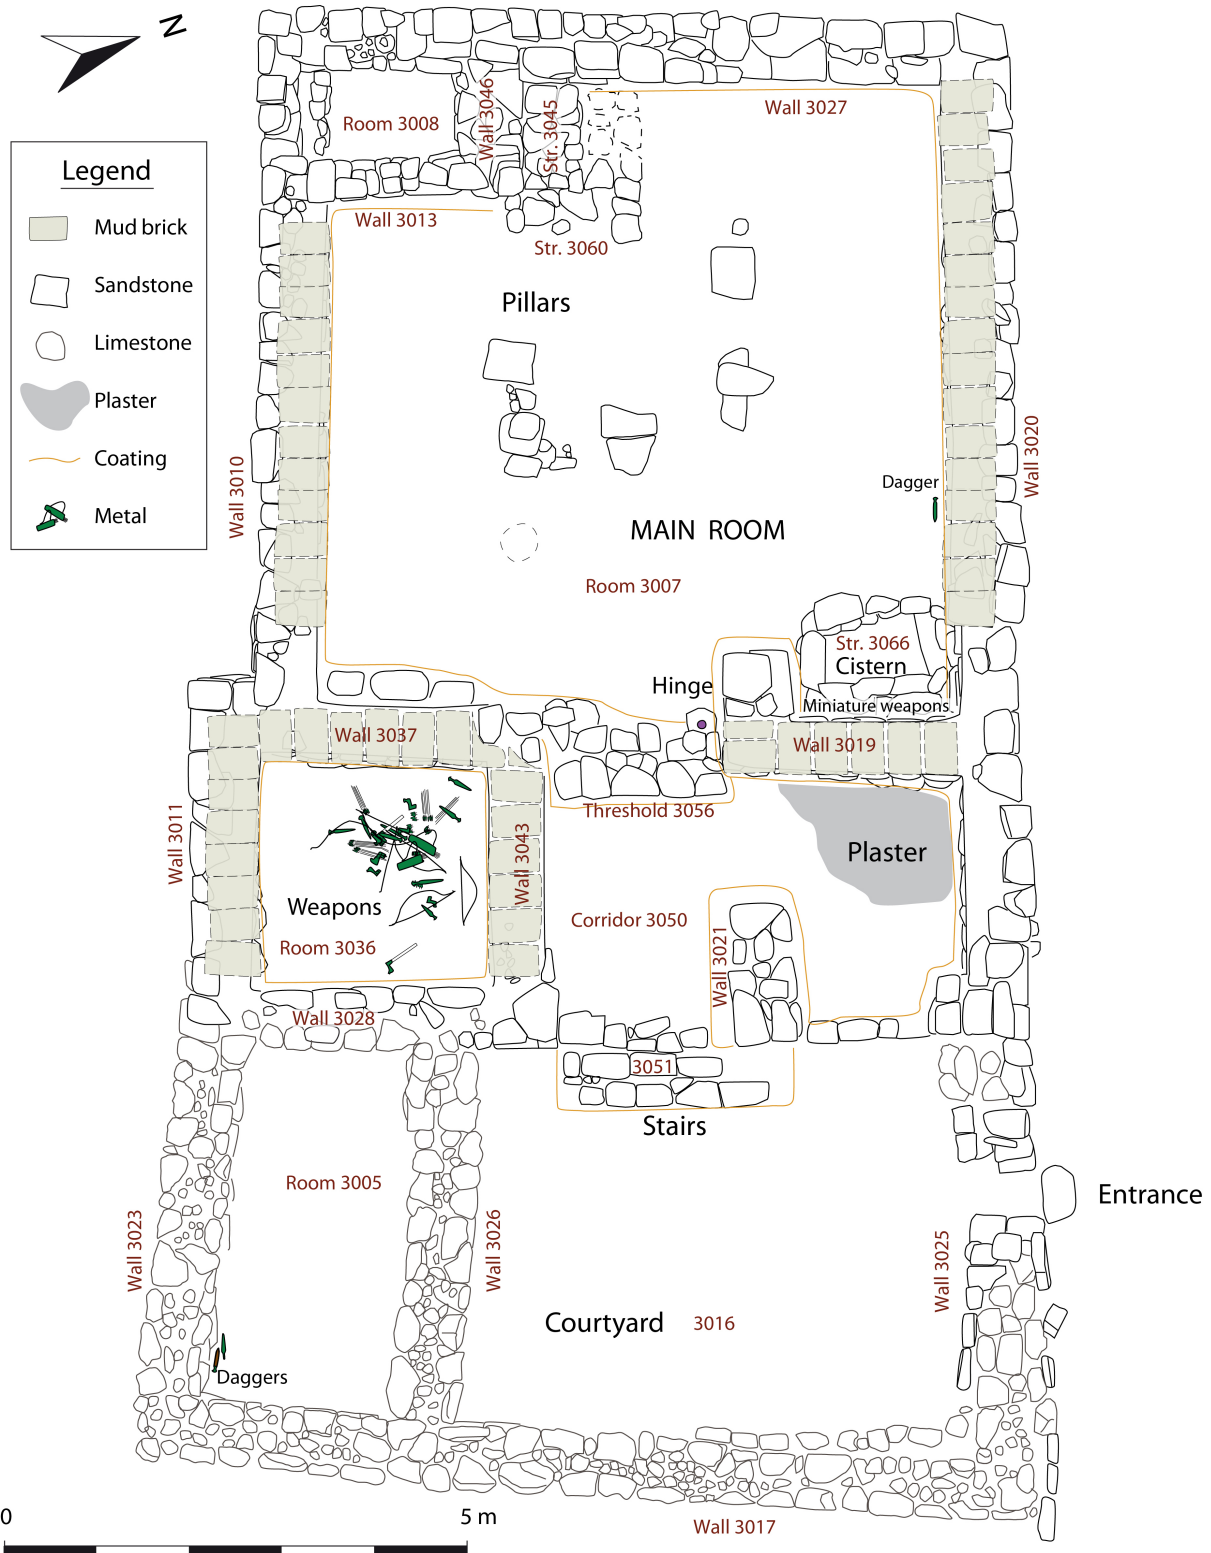 N
Legend
Mud brick
Sandstone
Limestone
Plaster
Coating
Metal
Room 3008
Wall 3046
Str. 3045
Wall 3027
Wall 3013
Str. 3060
Pillars
Wall 3010
Wall 3020
Dagger
MAIN ROOM
Room 3007
Str. 3066
Cistern
Hinge
Miniature weapons
Wall 3037
Wall 3019
Threshold 3056
Wall 3011
Wall 3043
Plaster
Weapons
Corridor 3050
Room 3036
Wall 3021
Wall 3028
3051
Stairs
Room 3005
Entrance
Wall 3023
Wall 3026
Wall 3025
Courtyard 3016
Daggers
0 5 m
Wall 3017